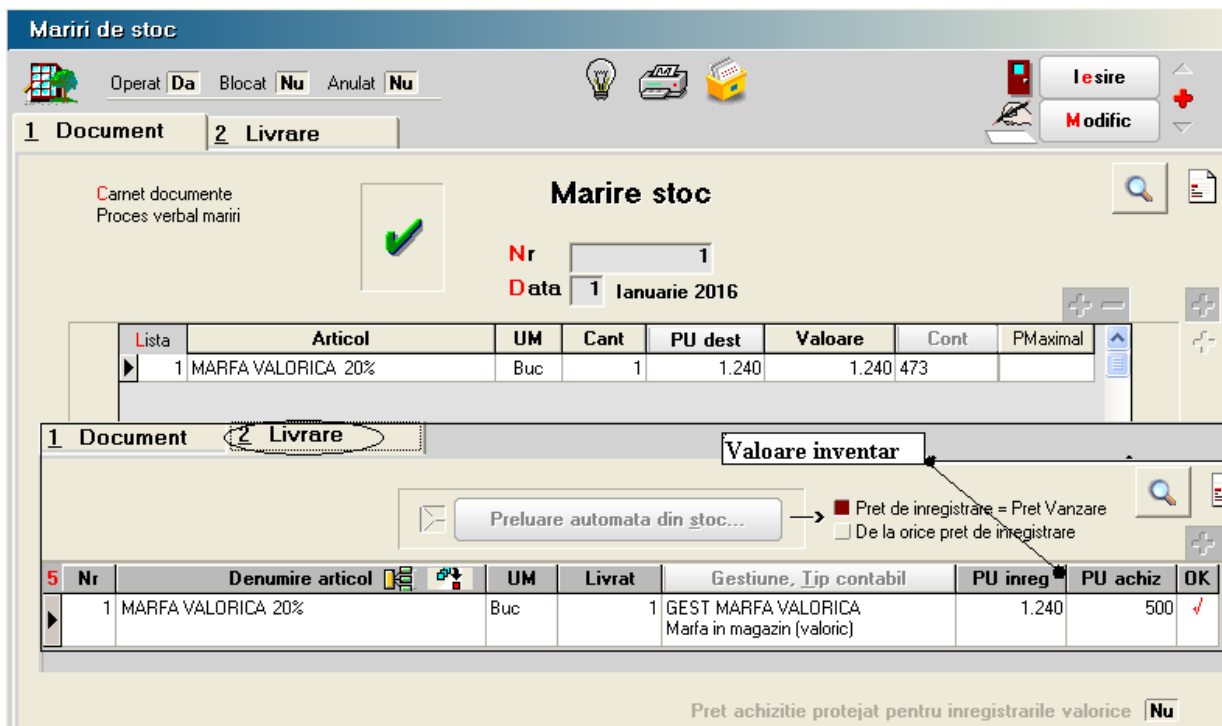 Mariri de stoc
Operat Da Blocat Nu Anulat Nu
Iesire
Modific
1 Document 2 Livrare
Carnet documente
Proces verbal mariri
Marire stoc
Nr 1
Data 1 Ianuarie 2016
Lista Articol UM Cant PU dest Valoare Cont PMaximal
1 MARFA VALORICA 20% Buc 1 1.240 1.240 473
1 Document 2 Livrare
Valoare inventar
Preluare automata din stoc...
Pret de inregistrare = Pret Vanzare
De la orice pret de inregistrare
5 Nr Denumire articol UM Livrat Gestiune, Tip contabil PU inreg PU achiz OK
1 MARFA VALORICA 20% Buc 1 GEST MARFA VALORICA 1.240 500 √
Marfa in magazin (valoric)
Pret achizitie protejat pentru inregistrarile valorice Nu